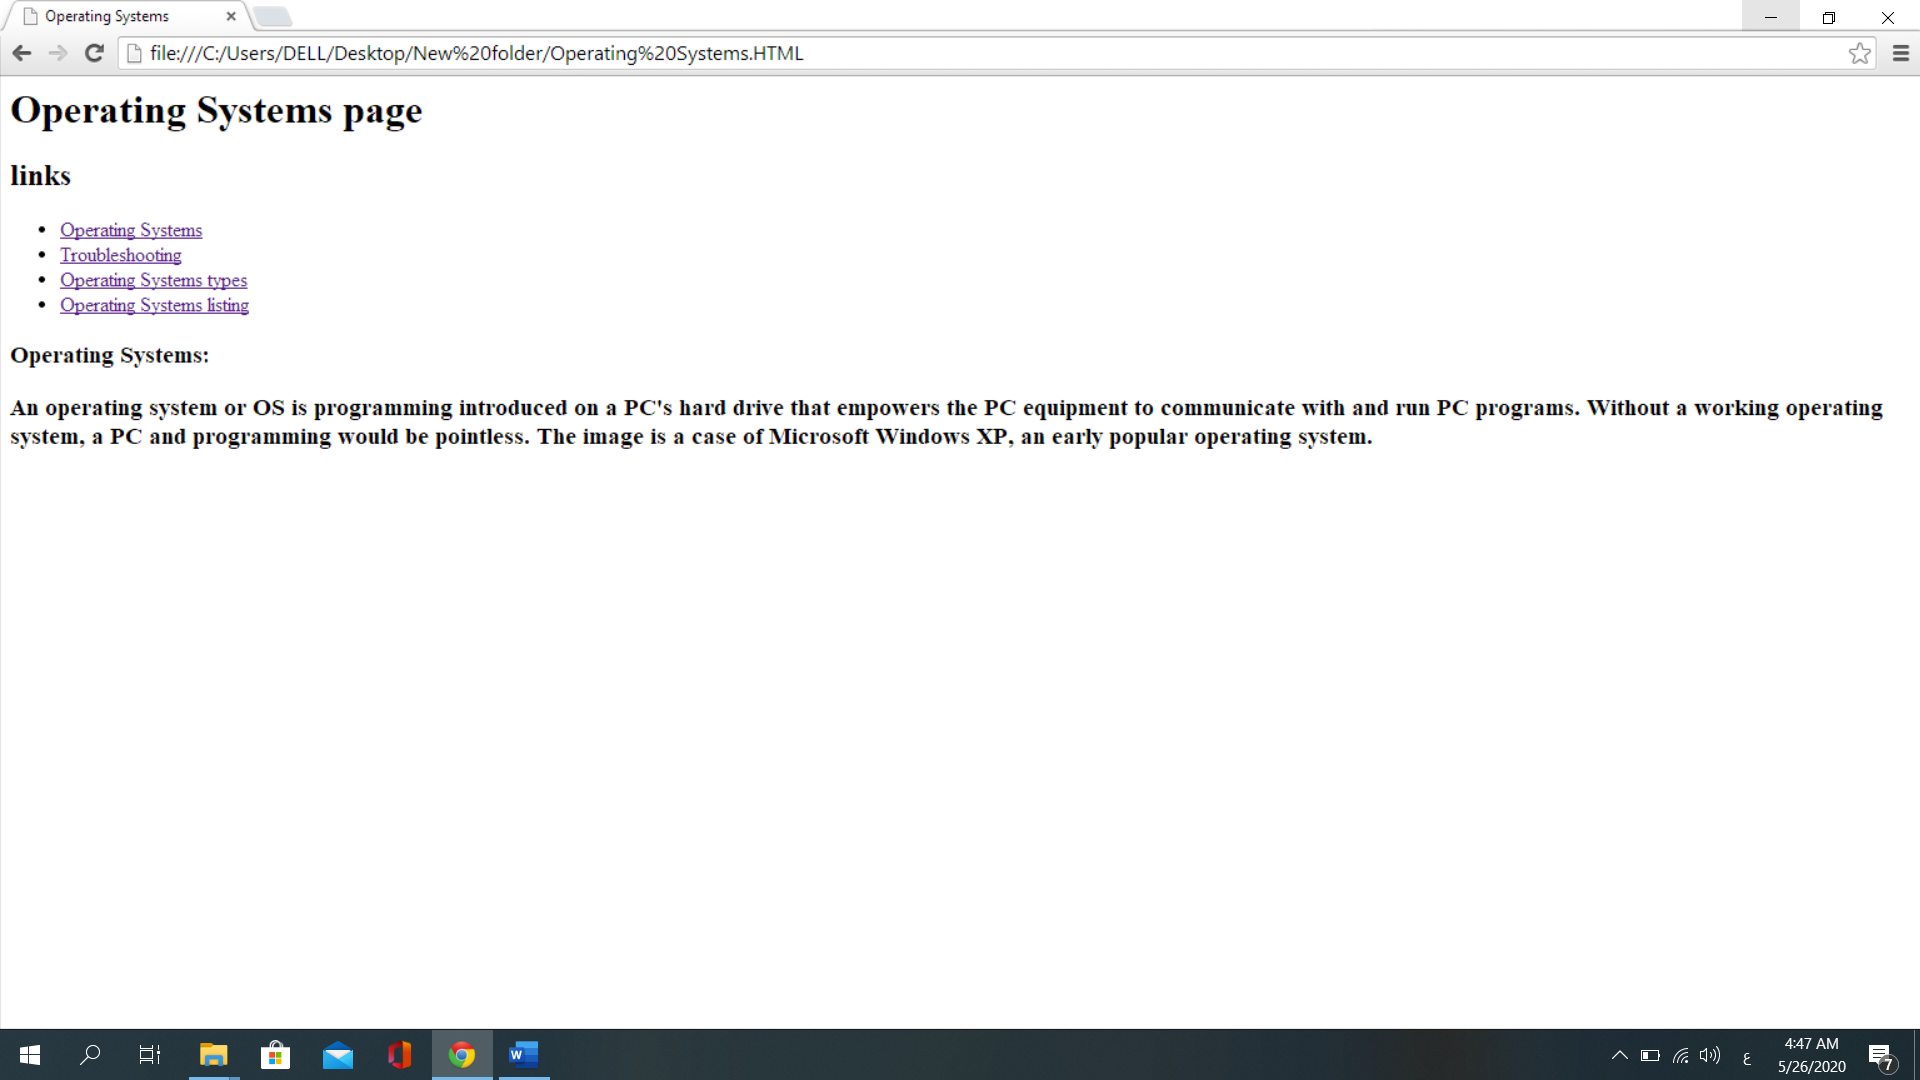 Operating Systems
file:///C:/Users/DELL/Desktop/New%20folder/Operating%20Systems.HTML
Operating Systems page
links
Operating Systems
Troubleshooting
Operating Systems types
Operating Systems listing
Operating Systems:
An operating system or OS is programming introduced on a PC's hard drive that empowers the PC equipment to communicate with and run PC programs. Without a working operating
system, a PC and programming would be pointless. The image is a case of Microsoft Windows XP, an early popular operating system.
W
ع
4:47 AM
5/26/2020
7